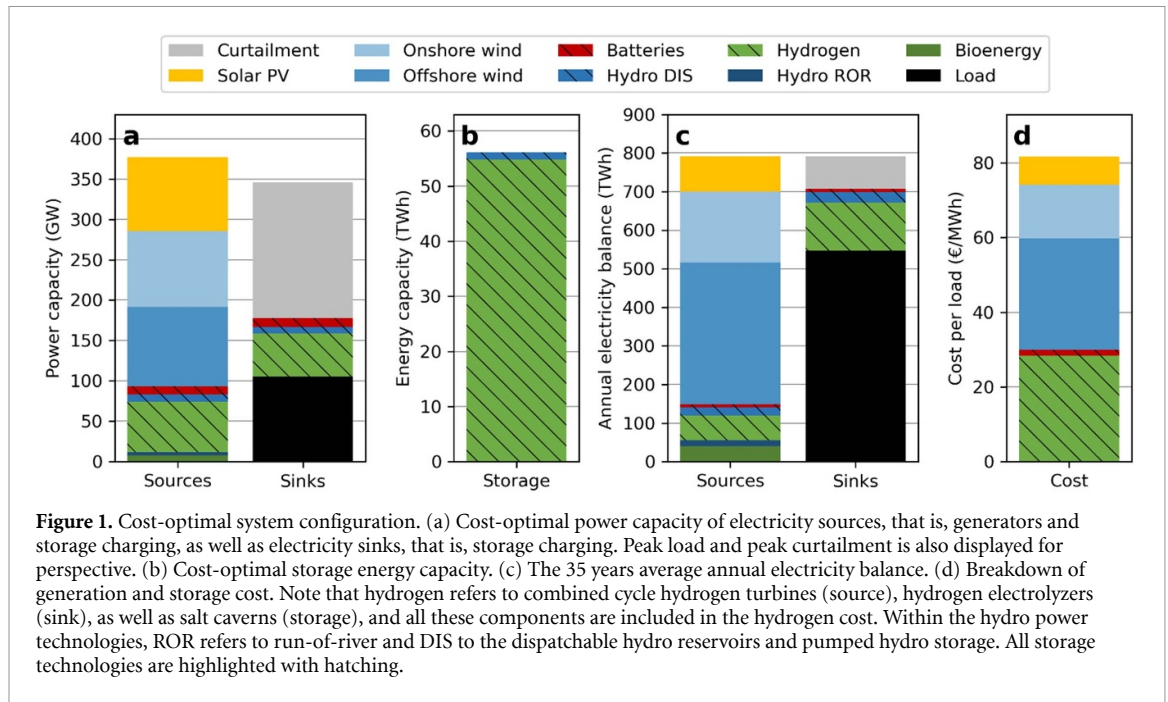 Curtailment Onshore wind Batteries Hydrogen Bioenergy
Solar PV Offshore wind Hydro DIS Hydro ROR Load
a
Power capacity (GW)
400
350
300
250
200
150
100
50
0
Sources Sinks
b
Energy capacity (TWh)
60
50
40
30
20
10
0
Storage
c
Annual electricity balance (TWh)
900
800
700
600
500
400
300
200
100
0
Sources Sinks
d
Cost per load (€/MWh)
80
60
40
20
0
Cost
Figure 1. Cost-optimal system configuration. (a) Cost-optimal power capacity of electricity sources, that is, generators and
storage charging, as well as electricity sinks, that is, storage charging. Peak load and peak curtailment is also displayed for
perspective. (b) Cost-optimal storage energy capacity. (c) The 35 years average annual electricity balance. (d) Breakdown of
generation and storage cost. Note that hydrogen refers to combined cycle hydrogen turbines (source), hydrogen electrolyzers
(sink), as well as salt caverns (storage), and all these components are included in the hydrogen cost. Within the hydro power
technologies, ROR refers to run-of-river and DIS to the dispatchable hydro reservoirs and pumped hydro storage. All storage
technologies are highlighted with hatching.